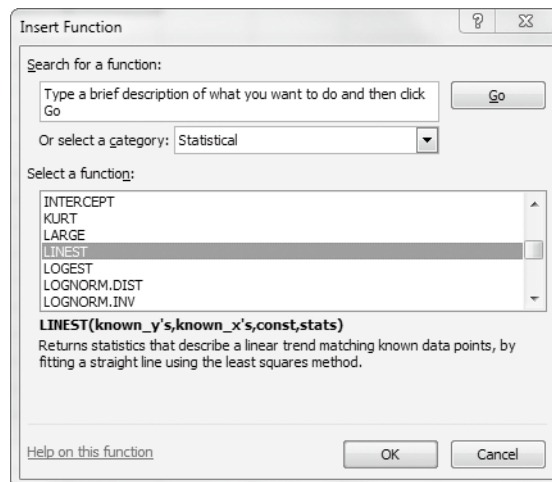 Insert Function
?
Search for a function:
Type a brief description of what you want to do and then click
Go
Go
Or select a category: Statistical
Select a function:
INTERCEPT
KURT
LARGE
LINEST
LOGEST
LOGNORM.DIST
LOGNORM.INV
LINEST(known_y's,known_x's,const,stats)
Returns statistics that describe a linear trend matching known data points, by
fitting a straight line using the least squares method.
Help on this function
OK
Cancel